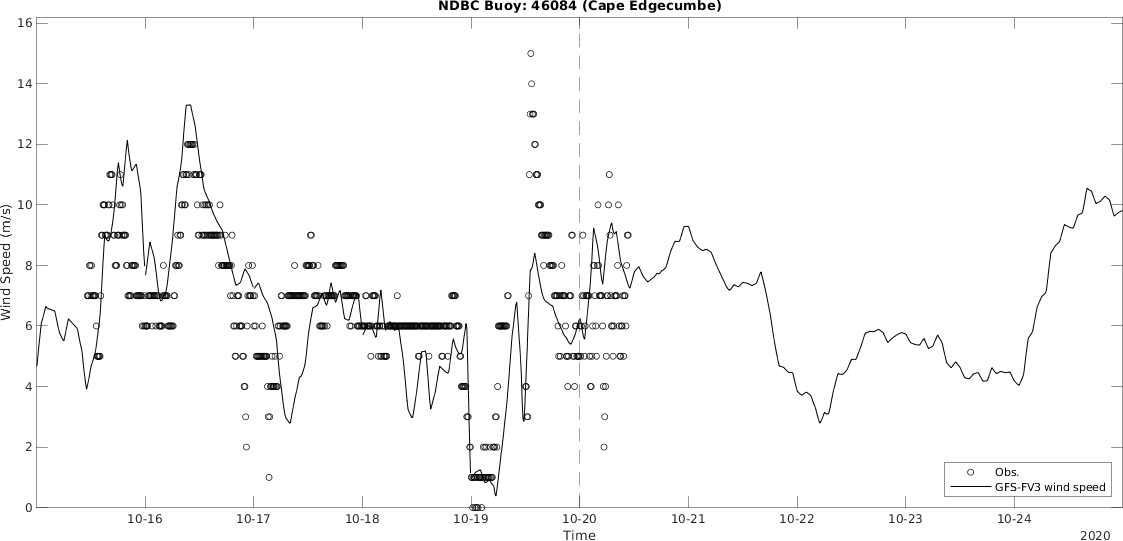 NDBC Buoy: 46084 (Cape Edgecumbe)
Wind Speed (m/s)
16
14
12
10
8
6
4
2
0
Obs.
GFS-FV3 wind speed
10-16 10-17 10-18 10-19 10-20 10-21 10-22 10-23 10-24
Time
2020